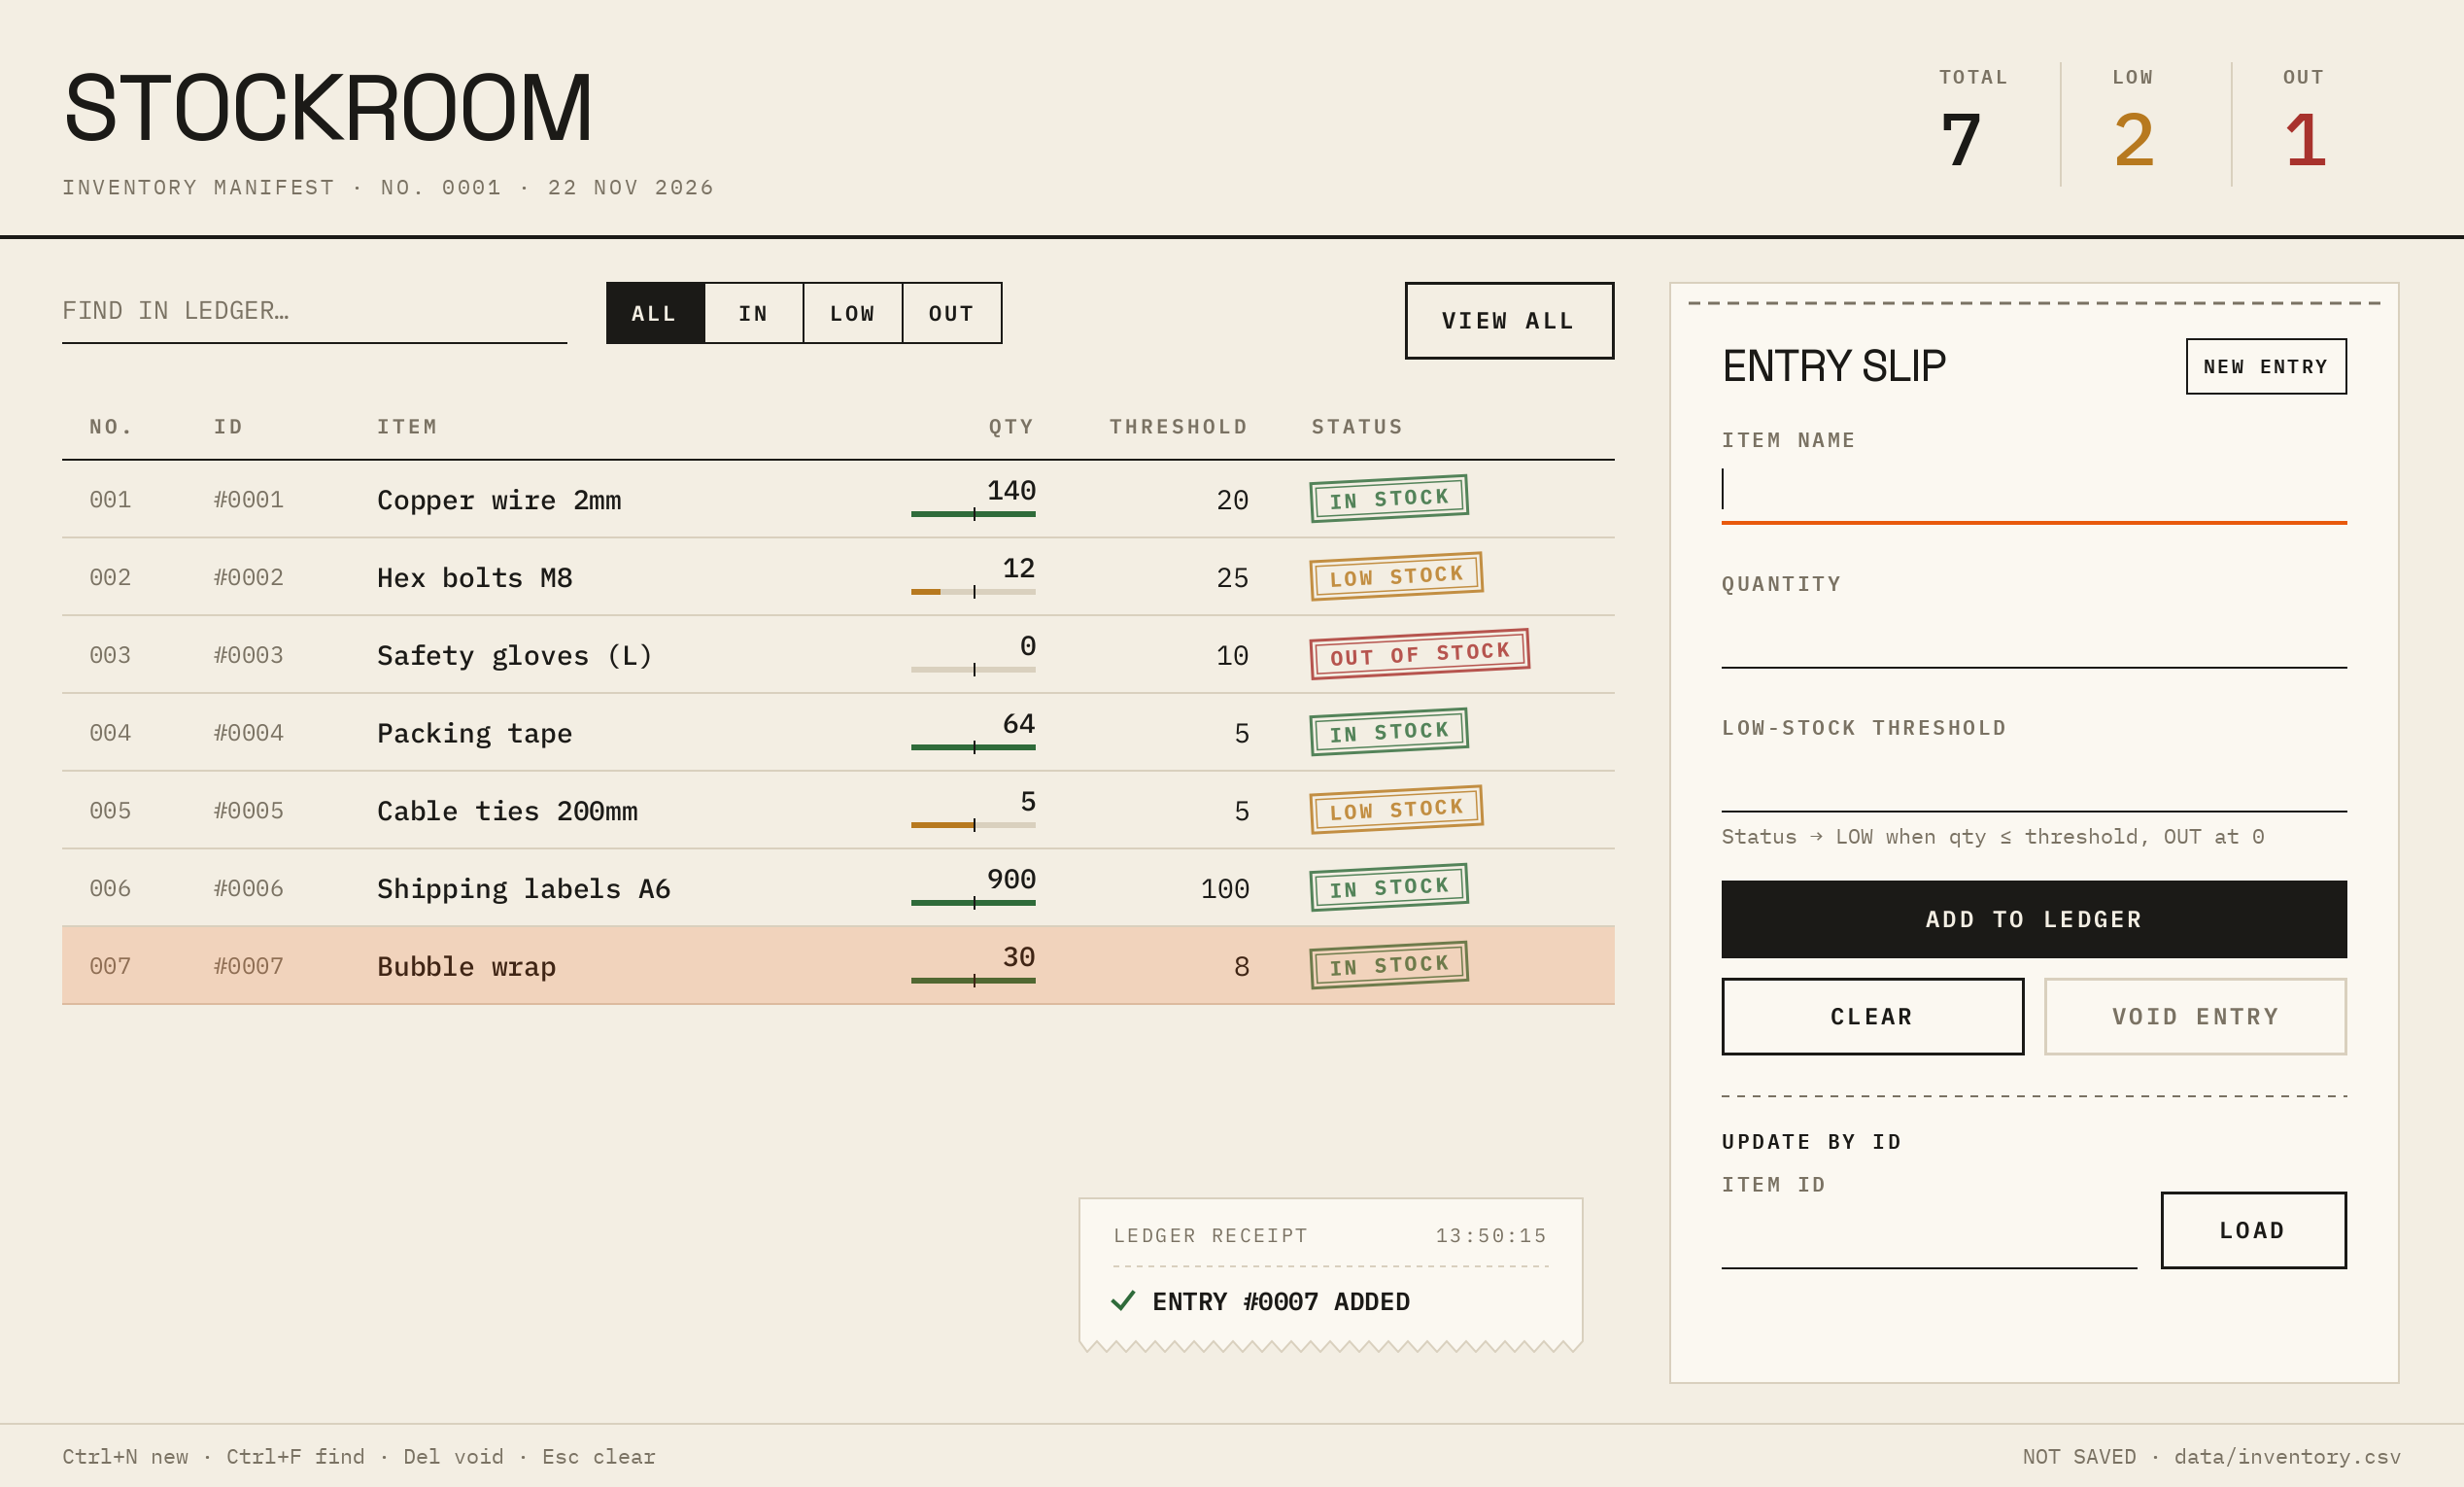 STOCKROOM
INVENTORY MANIFEST · NO. 0001 · 22 NOV 2026
TOTAL LOW OUT
7 2 1
FIND IN LEDGER…
ALL IN LOW OUT
VIEW ALL
NO. ID ITEM QTY THRESHOLD STATUS
001 #0001 Copper wire 2mm 140 20 IN STOCK
002 #0002 Hex bolts M8 12 25 LOW STOCK
003 #0003 Safety gloves (L) 0 10 OUT OF STOCK
004 #0004 Packing tape 64 5 IN STOCK
005 #0005 Cable ties 200mm 5 5 LOW STOCK
006 #0006 Shipping labels A6 900 100 IN STOCK
007 #0007 Bubble wrap 30 8 IN STOCK
LEDGER RECEIPT 13:50:15
ENTRY #0007 ADDED
ENTRY SLIP
NEW ENTRY
ITEM NAME
QUANTITY
LOW-STOCK THRESHOLD
Status → LOW when qty ≤ threshold, OUT at 0
ADD TO LEDGER
CLEAR VOID ENTRY
UPDATE BY ID
ITEM ID
LOAD
Ctrl+N new · Ctrl+F find · Del void · Esc clear
NOT SAVED · data/inventory.csv